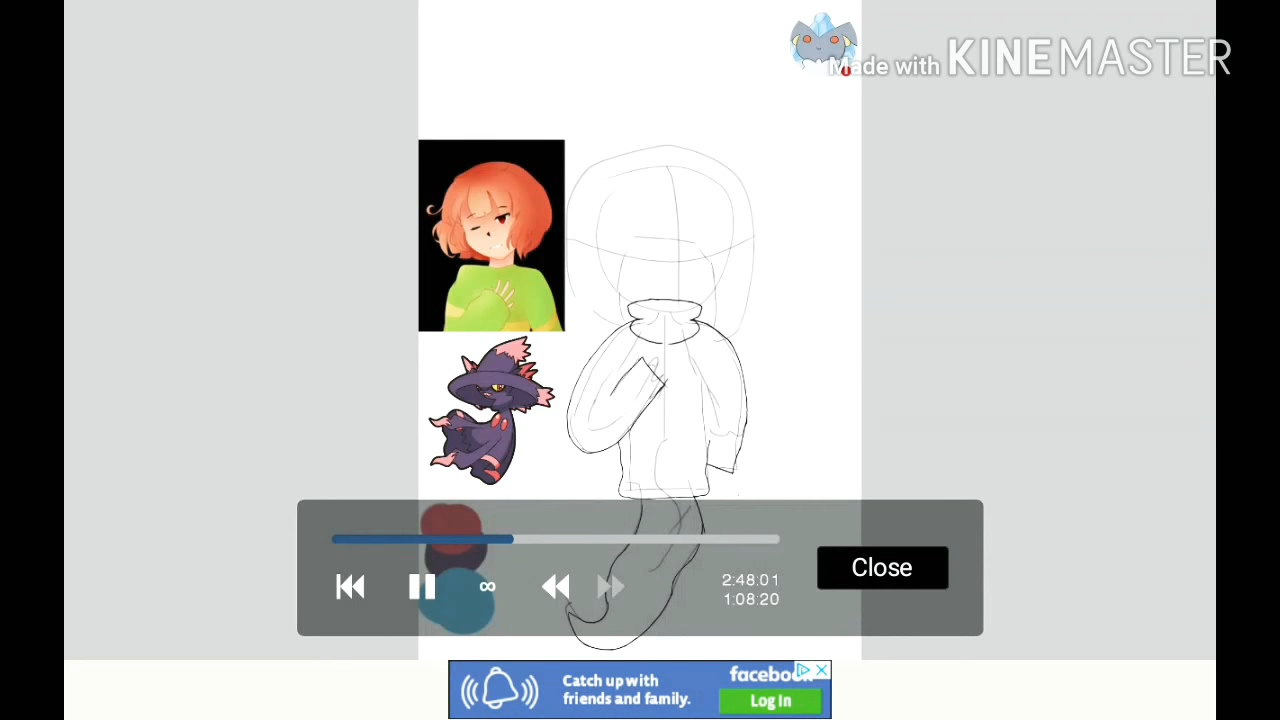 Made with KINEMASTER
2:48:01
1:08:20
Close
Catch up with
friends and family.
facebook
Log In